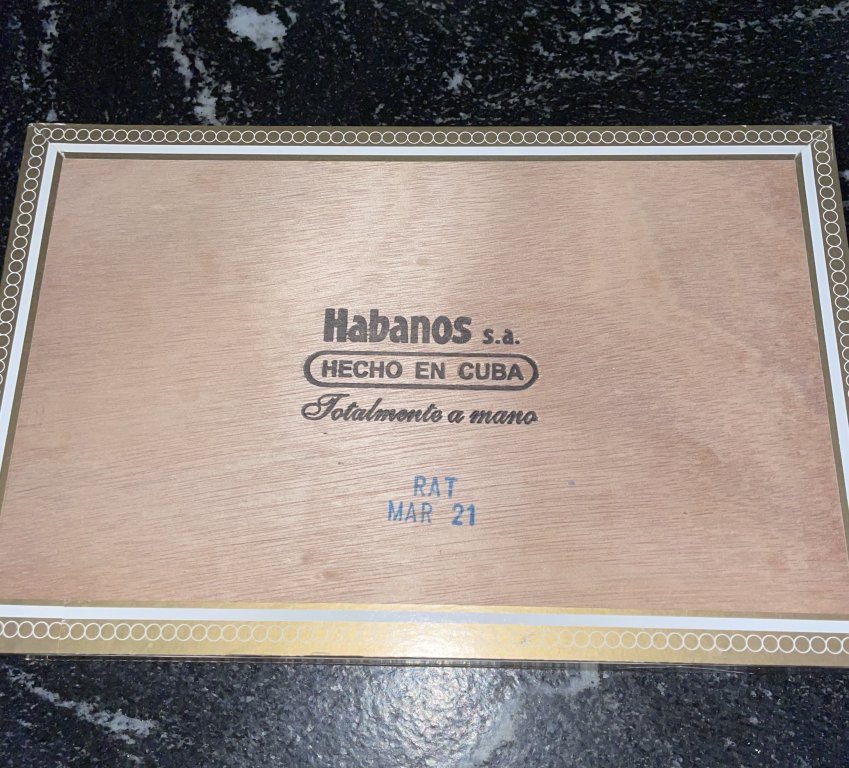 Habanos s.a.
HECHO EN CUBA
Totalmente a mano
RAT
MAR 21